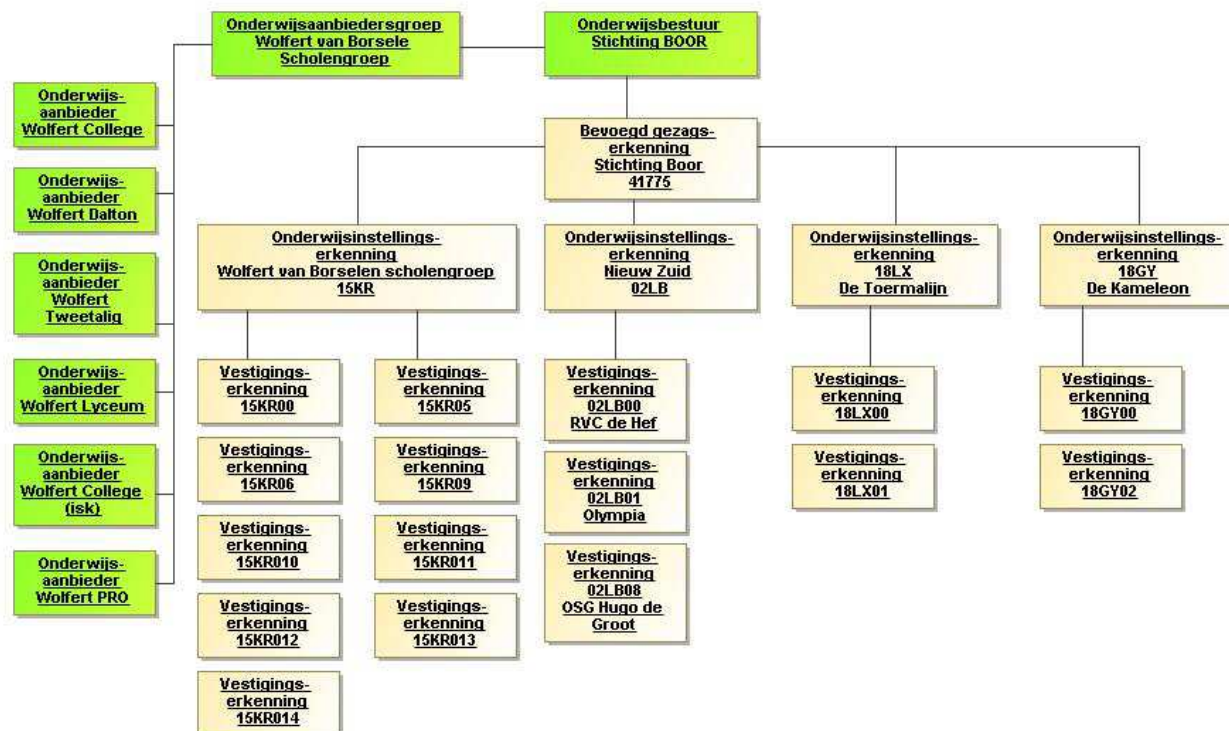 Onderwijsaanbiedersgroep
Wolfert van Borsele
Scholengroep
Onderwijsbestuur
Stichting BOOR
Onderwijs-
aanbieder
Wolfert College
Onderwijs-
aanbieder
Wolfert Dalton
Onderwijs-
aanbieder
Wolfert
Tweetalig
Onderwijs-
aanbieder
Wolfert Lyceum
Onderwijs-
aanbieder
Wolfert College
(isk)
Onderwijs-
aanbieder
Wolfert PRO
Bevoegd gezags-
erkenning
Stichting Boor
41775
Onderwijsinstellings-
erkenning
Wolfert van Borselen scholengroep
15KR
Onderwijsinstellings-
erkenning
Nieuw Zuid
02LB
Onderwijsinstellings-
erkenning
18LX
De Toermalijn
Onderwijsinstellings-
erkenning
18GY
De Kameleon
Vestigings-
erkenning
15KR00
Vestigings-
erkenning
15KR05
Vestigings-
erkenning
15KR06
Vestigings-
erkenning
15KR09
Vestigings-
erkenning
15KR010
Vestigings-
erkenning
15KR011
Vestigings-
erkenning
15KR012
Vestigings-
erkenning
15KR013
Vestigings-
erkenning
15KR014
Vestigings-
erkenning
02LB00
RVC de Hef
Vestigings-
erkenning
02LB01
Olympia
Vestigings-
erkenning
02LB08
OSG Hugo de
Groot
Vestigings-
erkenning
18LX00
Vestigings-
erkenning
18LX01
Vestigings-
erkenning
18GY00
Vestigings-
erkenning
18GY02